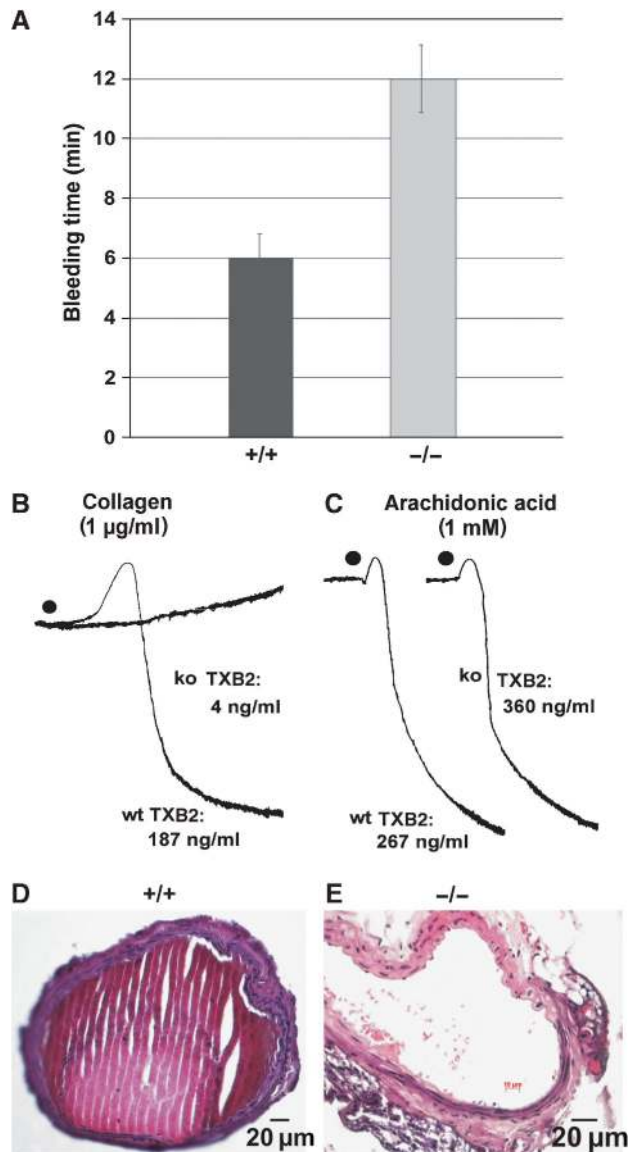 A
Bleeding time (min)
14
12
10
8
6
4
2
0
+/+
–/–
B
Collagen
(1 µg/ml)
ko TXB2:
4 ng/ml
wt TXB2:
187 ng/ml
C
Arachidonic acid
(1 mM)
ko TXB2:
360 ng/ml
wt TXB2:
267 ng/ml
D
+/+
20 µm
E
–/–
20 µm